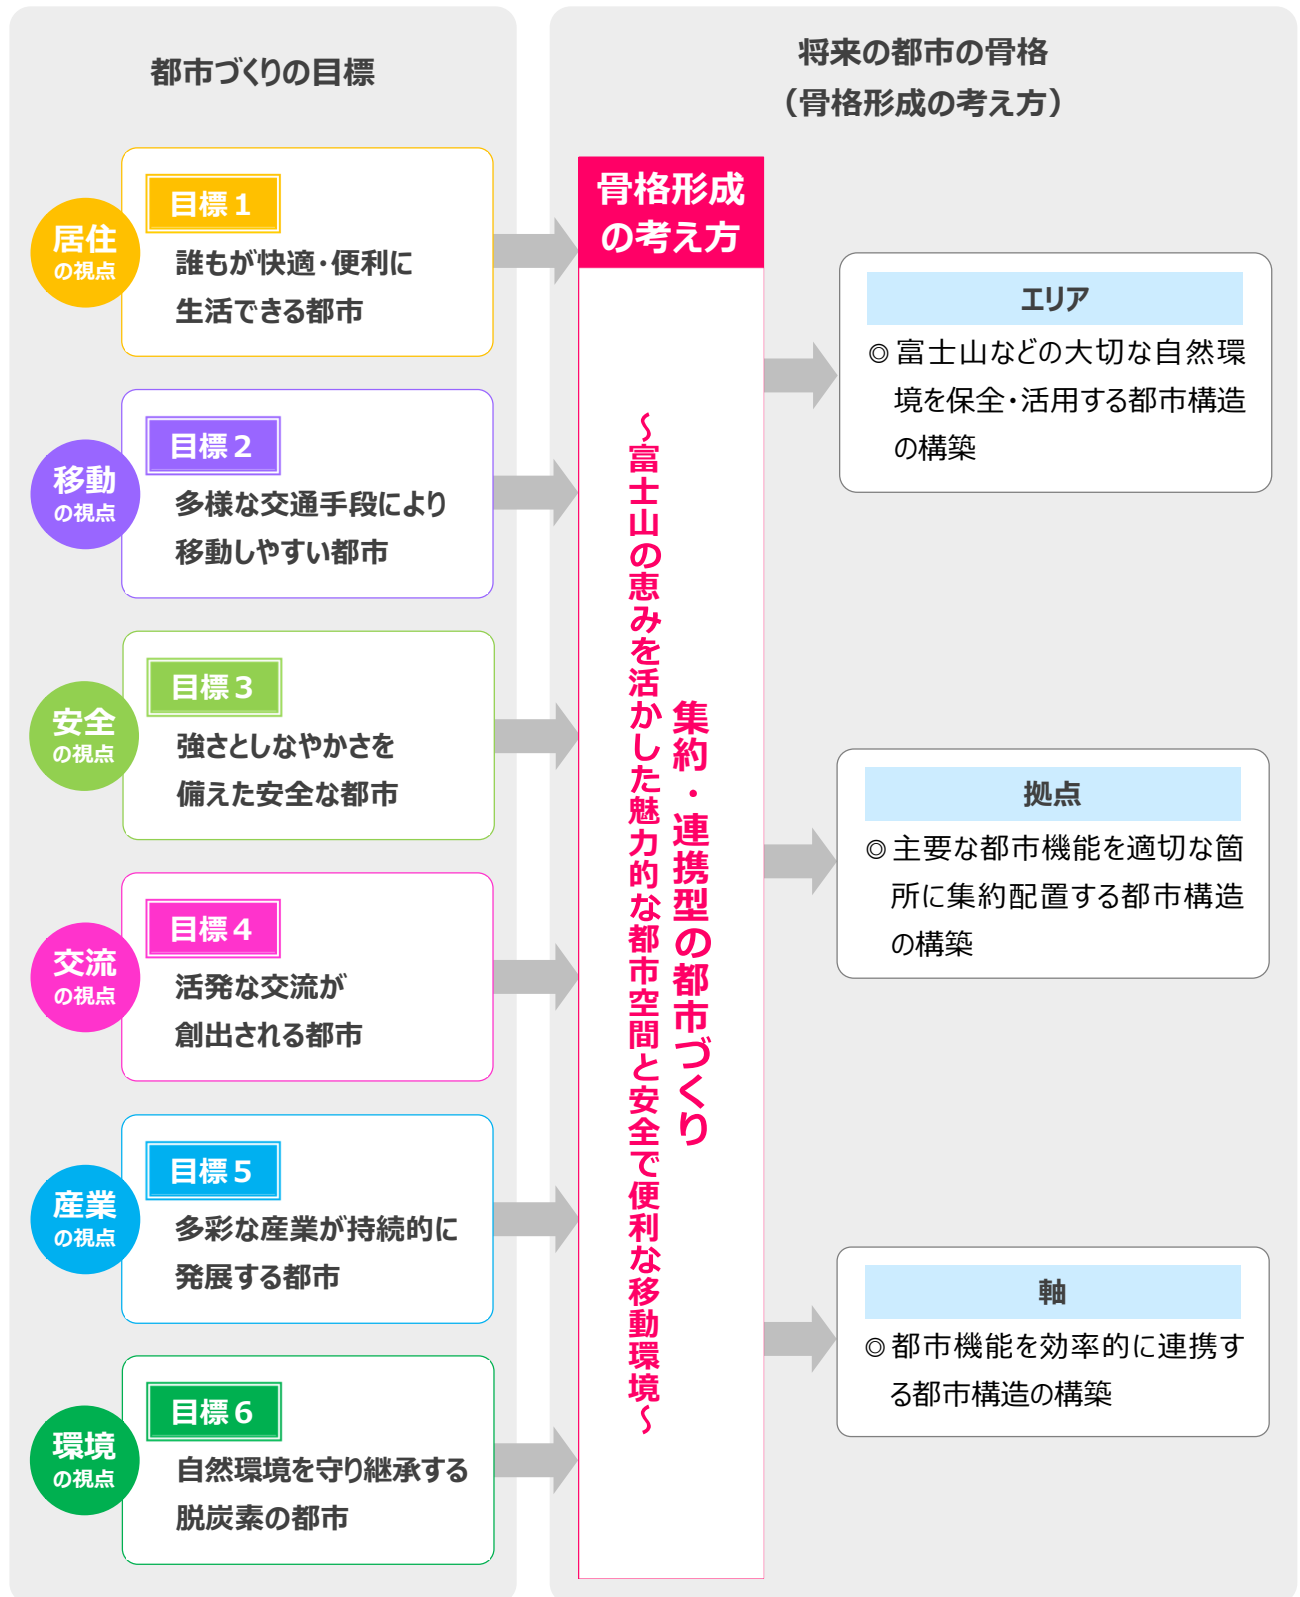 都市づくりの目標
居住
の視点
目標１
誰もが快適・便利に
生活できる都市
移動
の視点
目標２
多様な交通手段により
移動しやすい都市
安全
の視点
目標３
強さとしなやかさを
備えた安全な都市
交流
の視点
目標４
活発な交流が
創出される都市
産業
の視点
目標５
多彩な産業が持続的に
発展する都市
環境
の視点
目標６
自然環境を守り継承する
脱炭素の都市
将来の都市の骨格
（骨格形成の考え方）
骨格形成
の考え方
集約・連携型の都市づくり
～富士山の恵みを活かした魅力的な都市空間と安全で便利な移動環境～
エリア
◎富士山などの大切な自然環
境を保全・活用する都市構造
の構築
拠点
◎主要な都市機能を適切な箇
所に集約配置する都市構造
の構築
軸
◎都市機能を効率的に連携す
る都市構造の構築